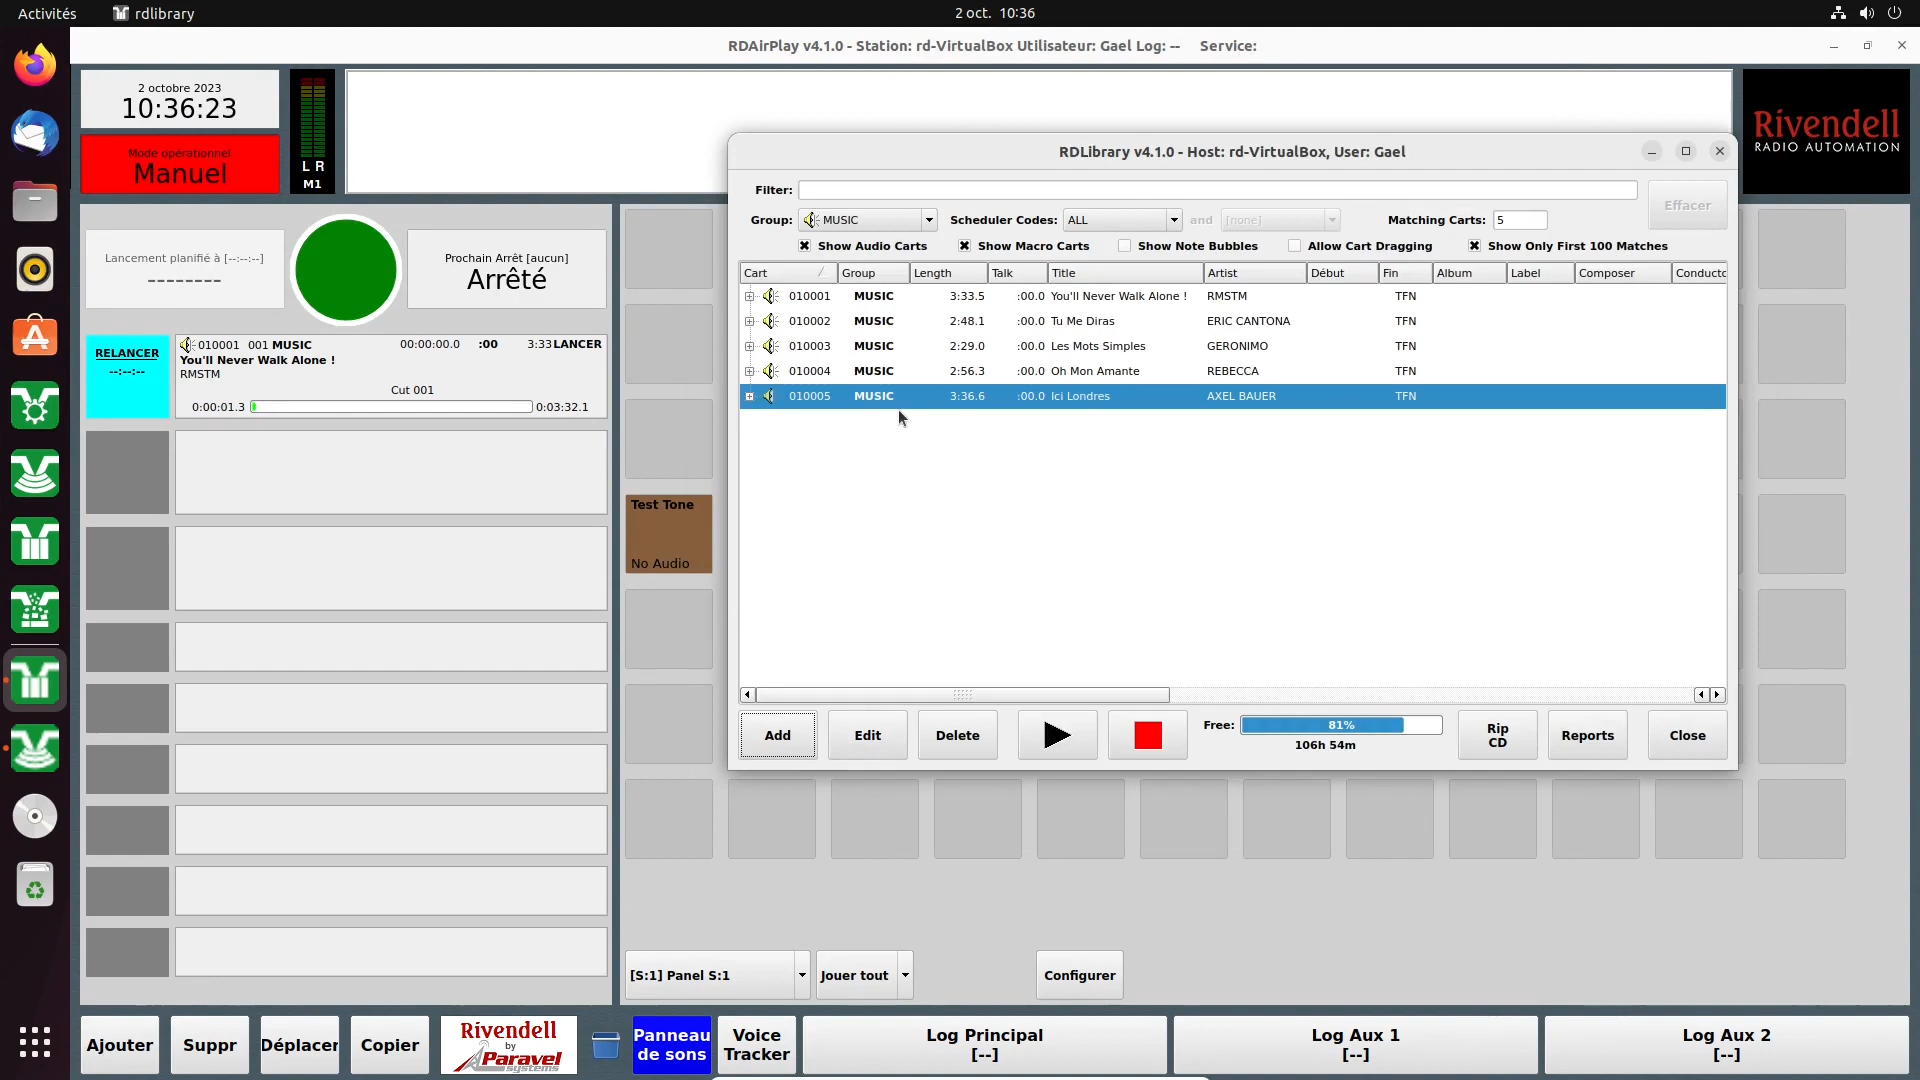 Activités
rdlibrary
2 oct. 10:36
RDAirPlay v4.1.0 - Station: rd-VirtualBox Utilisateur: Gael Log: -- Service:
2 octobre 2023
10:36:23
Mode opérationnel
Manuel
L R
M1
Rivendell
RADIO AUTOMATION
Lancement planifié à [--:--:--]
--------
Prochain Arrêt [aucun]
Arrêté
RELANCER
--:--:--
010001 001 MUSIC 00:00:00.0 :00 3:33 LANCER
You'll Never Walk Alone !
RMSTM
Cut 001
0:00:01.3 0:03:32.1
Test Tone
No Audio
RDLibrary v4.1.0 - Host: rd-VirtualBox, User: Gael
Filter:
Effacer
Group: MUSIC Scheduler Codes: ALL and [none] Matching Carts: 5
Show Audio Carts Show Macro Carts Show Note Bubbles Allow Cart Dragging Show Only First 100 Matches
Cart Group Length Talk Title Artist Début Fin Album Label Composer Conducto
010001 MUSIC 3:33.5 :00.0 You'll Never Walk Alone ! RMSTM TFN
010002 MUSIC 2:48.1 :00.0 Tu Me Diras ERIC CANTONA TFN
010003 MUSIC 2:29.0 :00.0 Les Mots Simples GERONIMO TFN
010004 MUSIC 2:56.3 :00.0 Oh Mon Amante REBECCA TFN
010005 MUSIC 3:36.6 :00.0 Ici Londres AXEL BAUER TFN
Add
Edit
Delete
Free: 81%
106h 54m
Rip
CD
Reports
Close
[S:1] Panel S:1
Jouer tout
Configurer
Ajouter
Suppr
Déplacer
Copier
Rivendell
by
Paravel
systems
Panneau
de sons
Voice
Tracker
Log Principal
[--]
Log Aux 1
[--]
Log Aux 2
[--]